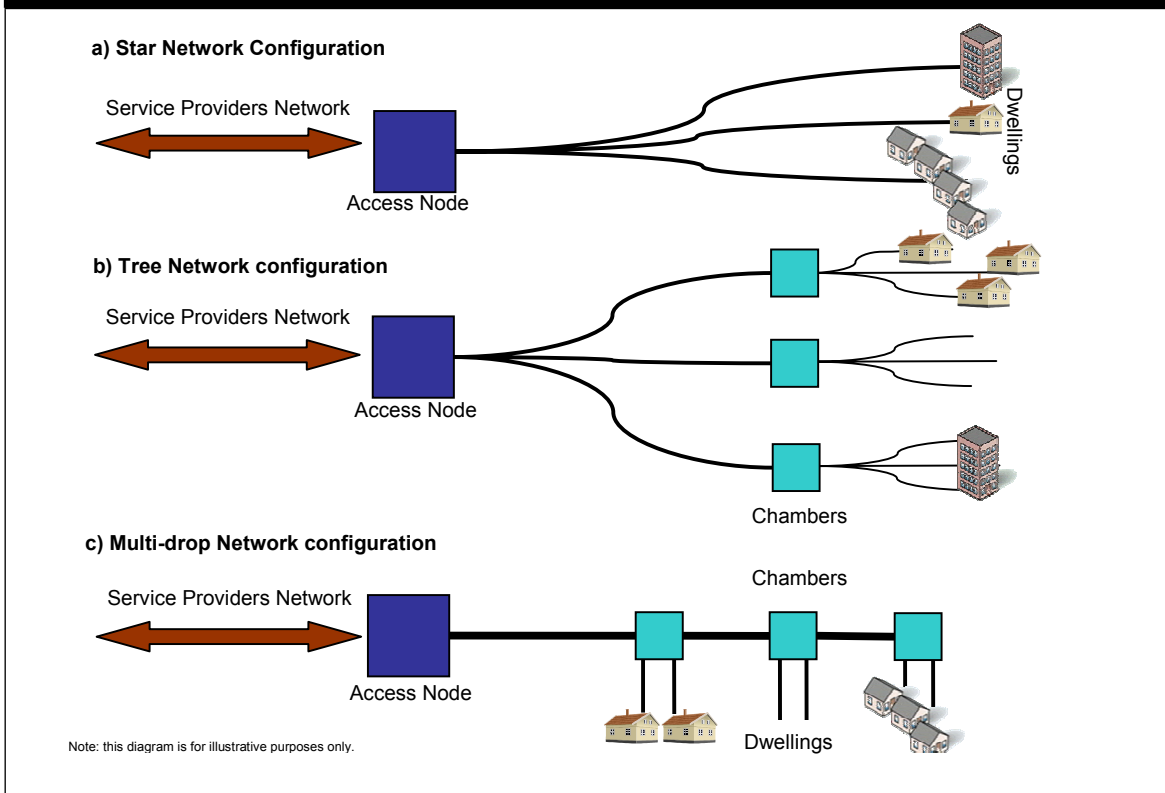 a) Star Network Configuration
Service Providers Network
Access Node
Dwellings
b) Tree Network configuration
Service Providers Network
Access Node
Chambers
c) Multi-drop Network configuration
Chambers
Service Providers Network
Access Node
Dwellings
Note: this diagram is for illustrative purposes only.